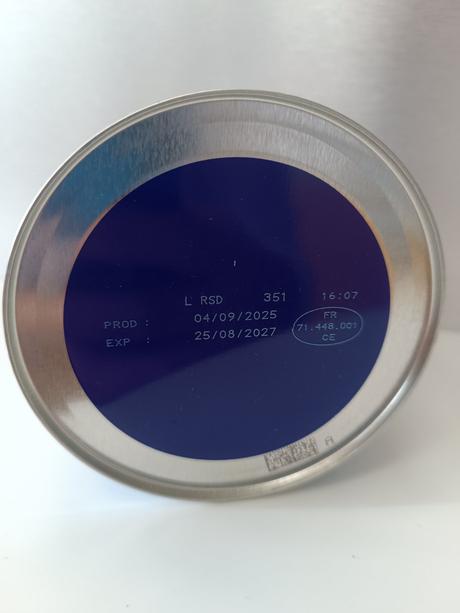 L RSD 351 16:07
PROD : 04/09/2025
EXP : 25/08/2027
FR
71.448.001
CE
A